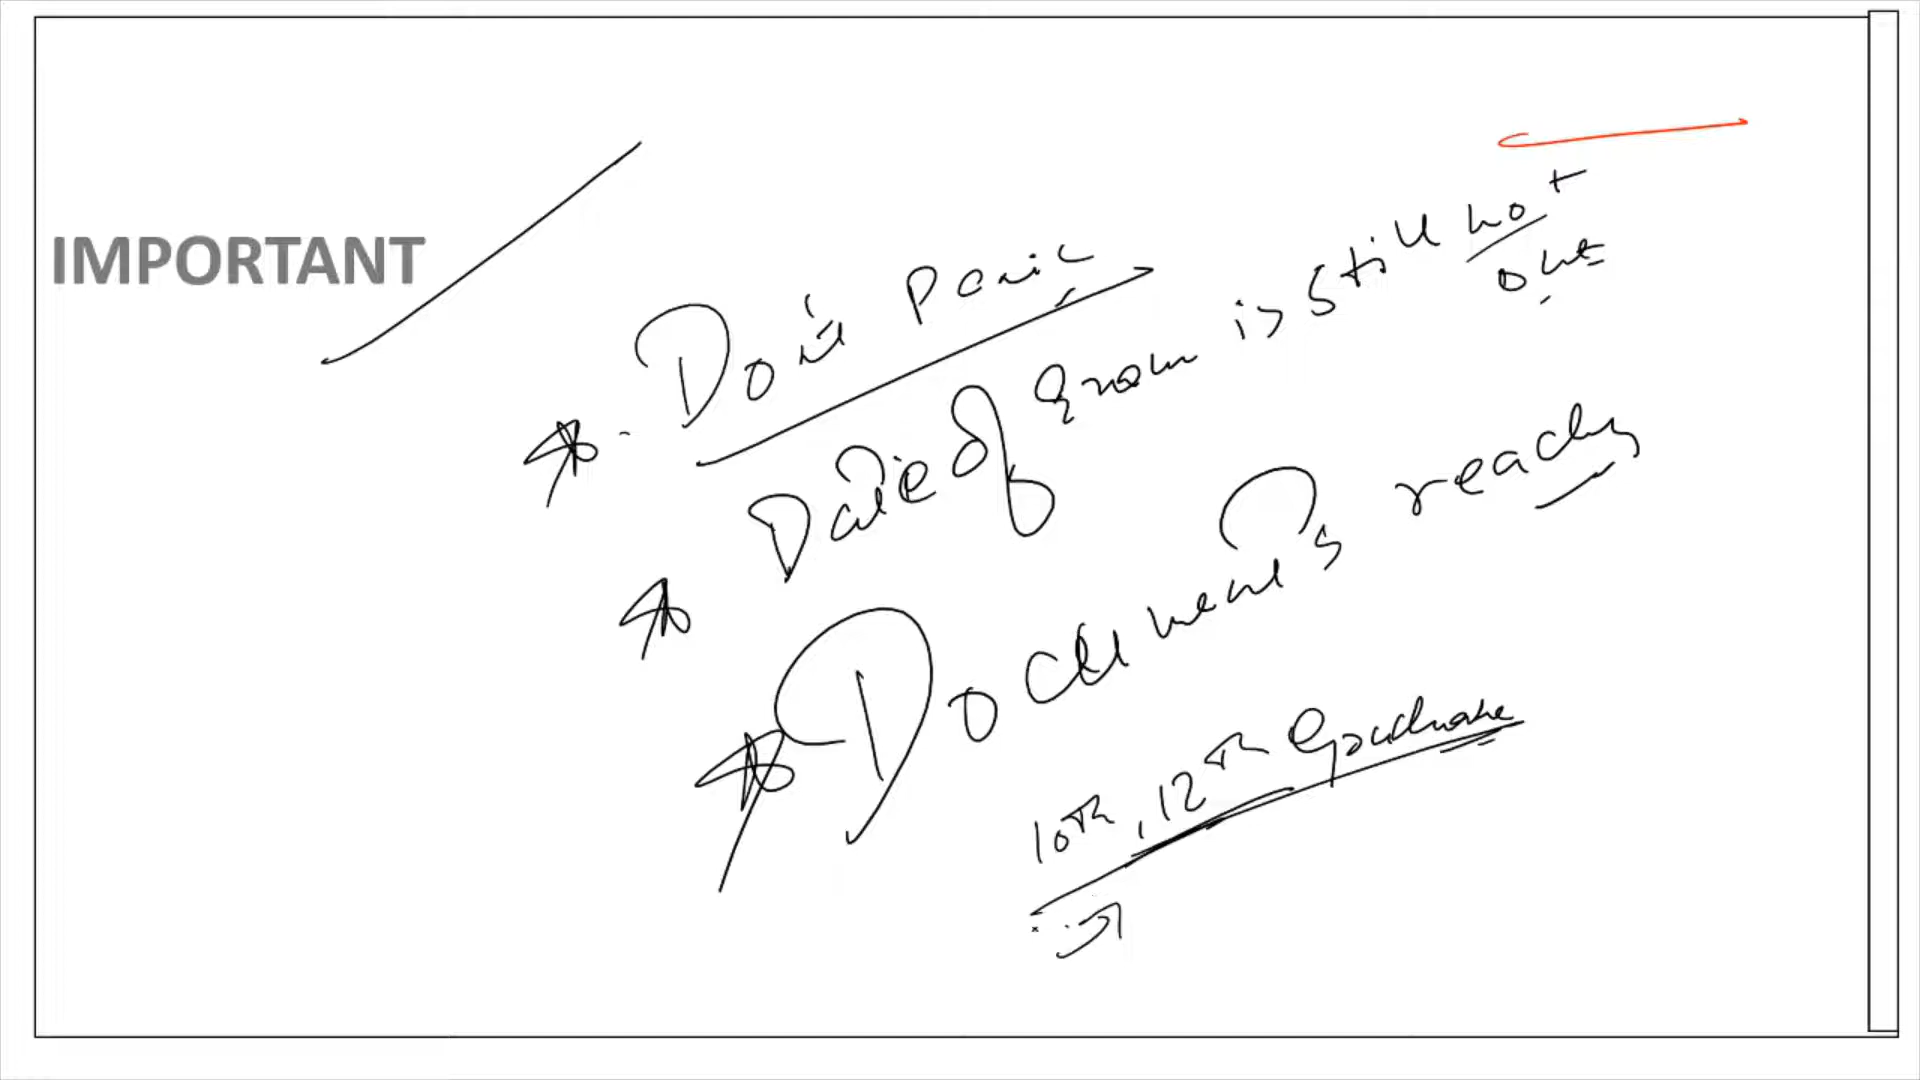 IMPORTANT
Don't Panic
Date of Exam is still not
out
Documents ready
10th, 12th Graduate